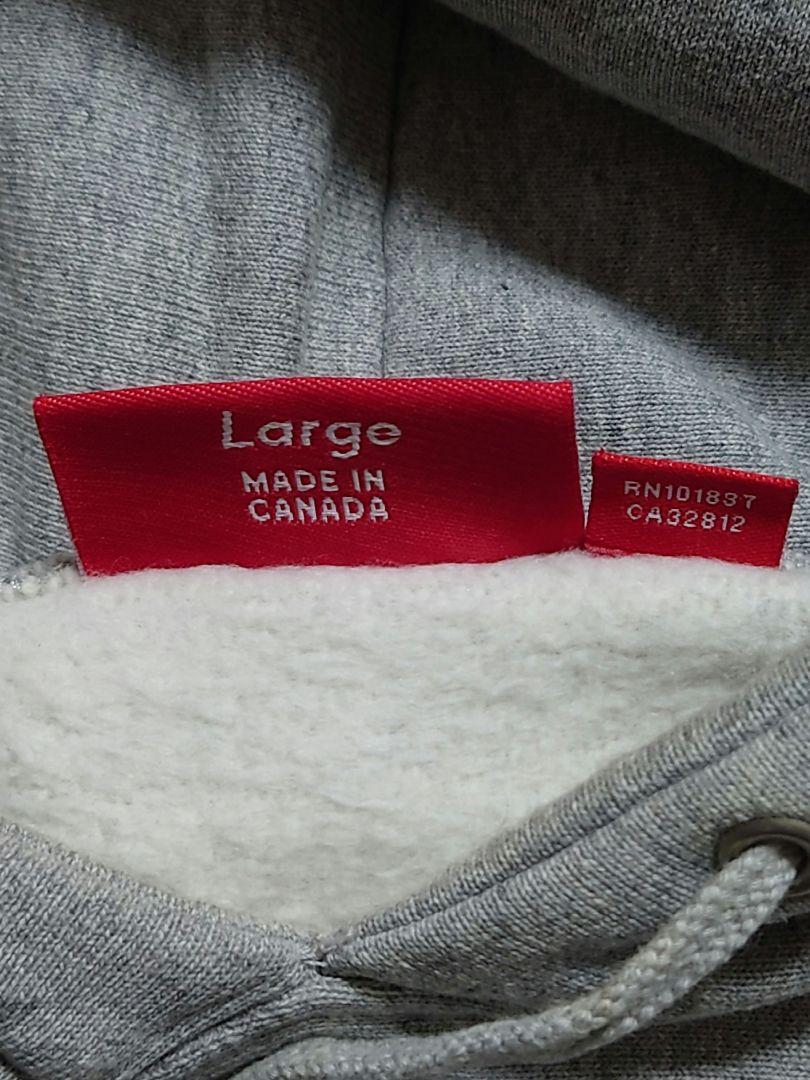 Large
MADE IN
CANADA
RN101837
CA32812